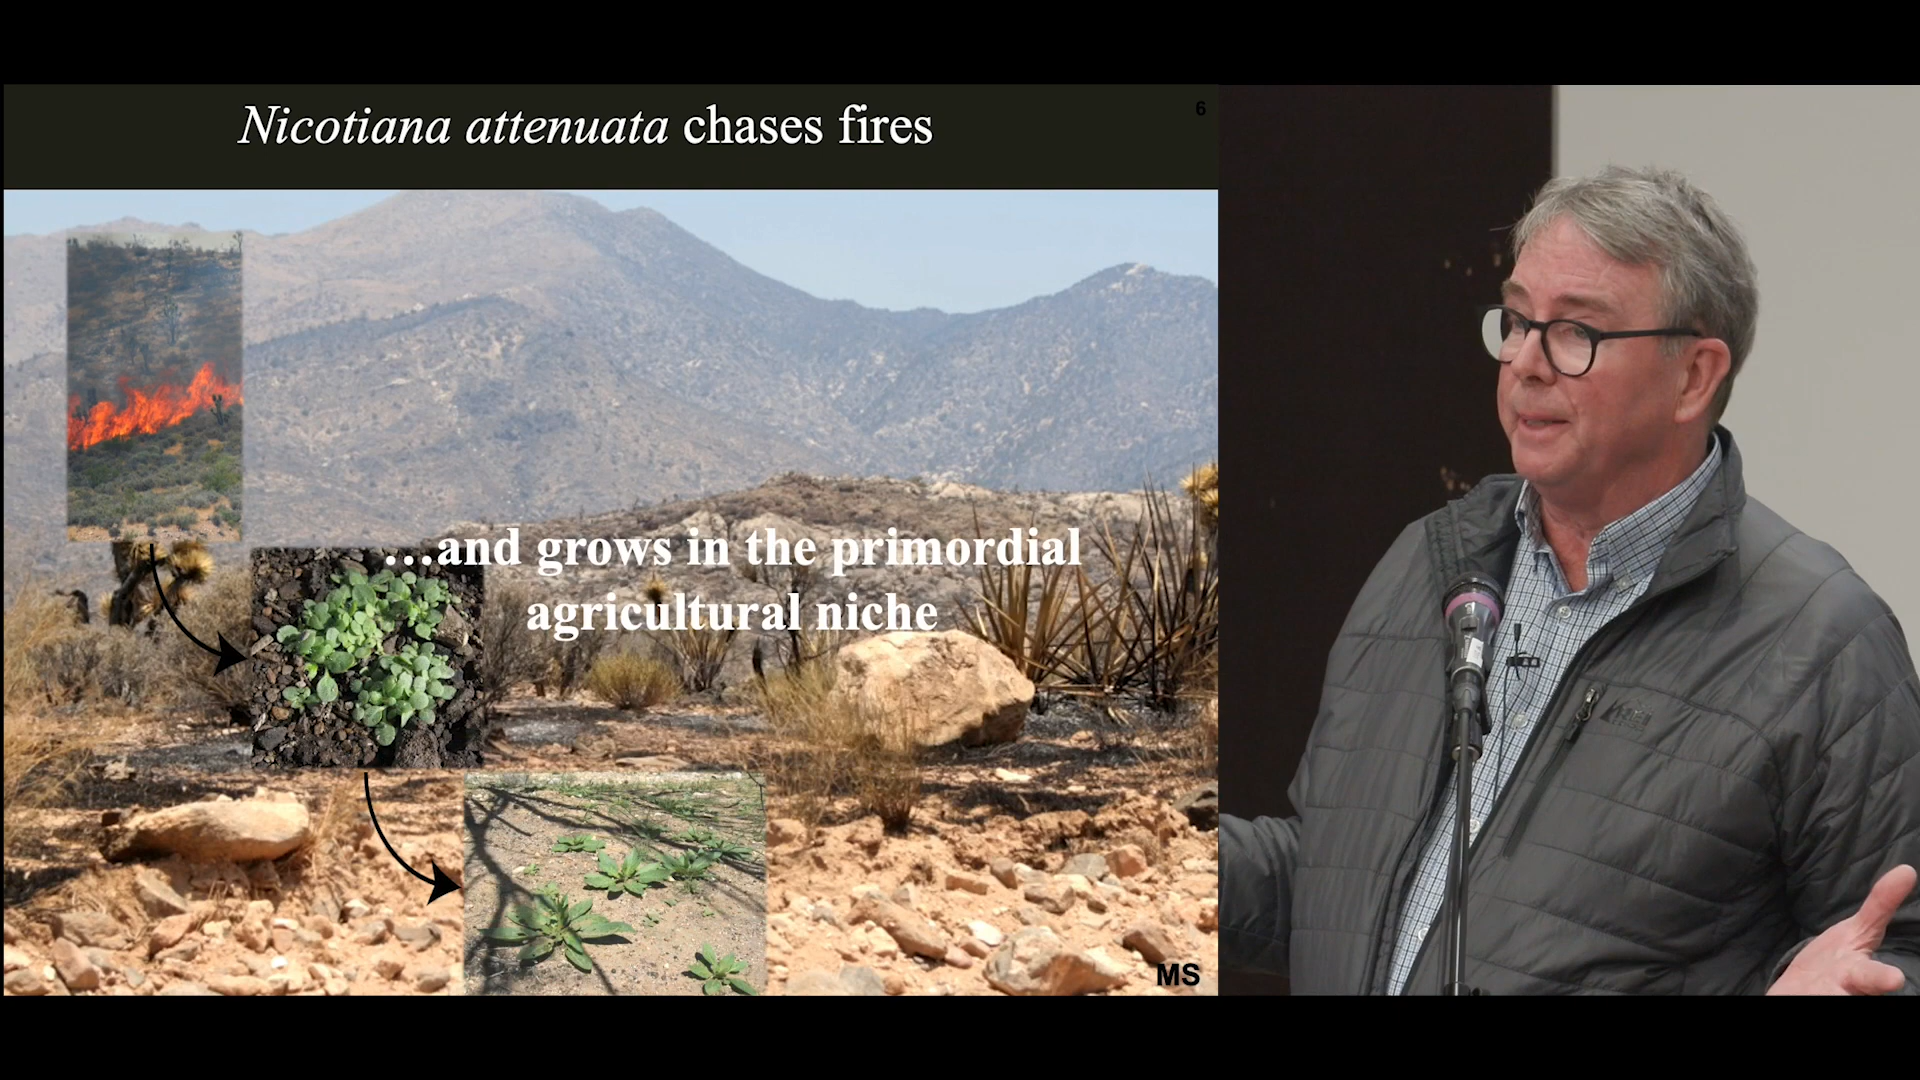 Nicotiana attenuata chases fires
6
...and grows in the primordial
agricultural niche
MS